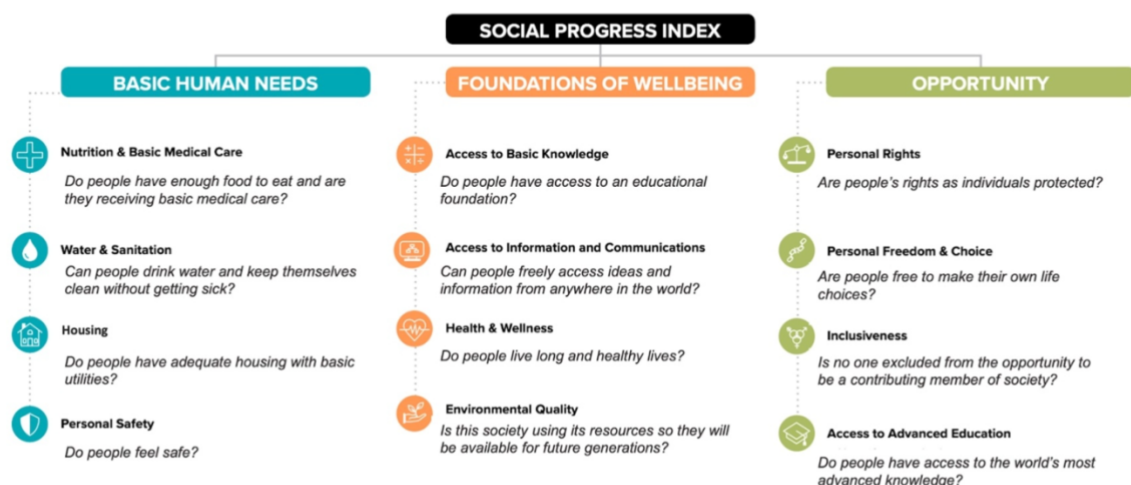 SOCIAL PROGRESS INDEX
BASIC HUMAN NEEDS
Nutrition & Basic Medical Care
Do people have enough food to eat and are
they receiving basic medical care?
Water & Sanitation
Can people drink water and keep themselves
clean without getting sick?
Housing
Do people have adequate housing with basic
utilities?
Personal Safety
Do people feel safe?
FOUNDATIONS OF WELLBEING
Access to Basic Knowledge
Do people have access to an educational
foundation?
Access to Information and Communications
Can people freely access ideas and
information from anywhere in the world?
Health & Wellness
Do people live long and healthy lives?
Environmental Quality
Is this society using its resources so they will
be available for future generations?
OPPORTUNITY
Personal Rights
Are people's rights as individuals protected?
Personal Freedom & Choice
Are people free to make their own life
choices?
Inclusiveness
Is no one excluded from the opportunity to
be a contributing member of society?
Access to Advanced Education
Do people have access to the world's most
advanced knowledge?